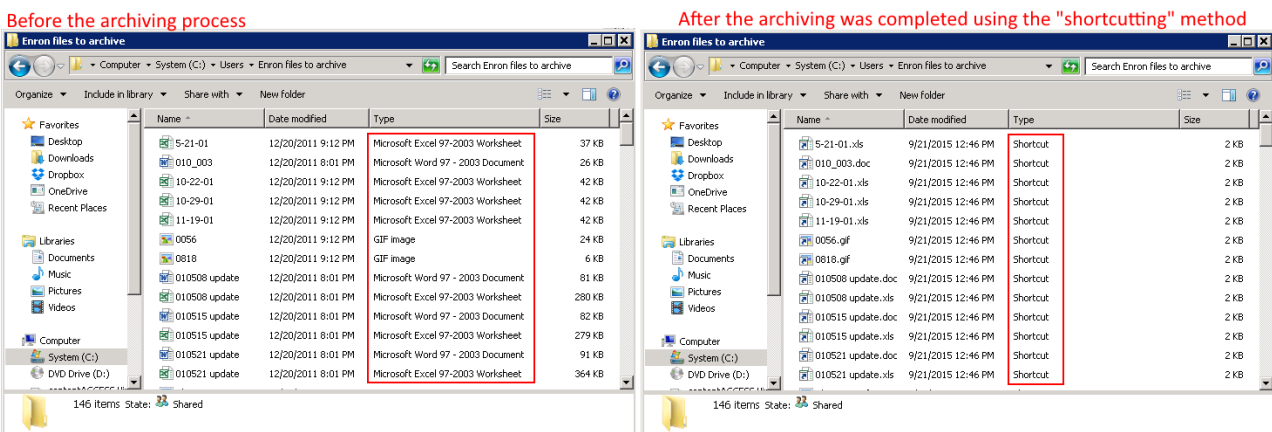 Before the archiving process
Enron files to archive
Computer System (C:) Users Enron files to archive
Search Enron files to archive
Organize Include in library Share with New folder
Favorites
Desktop
Downloads
Dropbox
OneDrive
Recent Places
Libraries
Documents
Music
Pictures
Videos
Computer
System (C:)
DVD Drive (D:)
Name Date modified Type Size
5-21-01 12/20/2011 9:12 PM Microsoft Excel 97-2003 Worksheet 37 KB
010_003 12/20/2011 8:01 PM Microsoft Word 97 - 2003 Document 26 KB
10-22-01 12/20/2011 9:12 PM Microsoft Excel 97-2003 Worksheet 42 KB
10-29-01 12/20/2011 9:12 PM Microsoft Excel 97-2003 Worksheet 42 KB
11-19-01 12/20/2011 9:12 PM Microsoft Excel 97-2003 Worksheet 42 KB
0056 12/20/2011 9:12 PM GIF image 24 KB
0818 12/20/2011 9:12 PM GIF image 6 KB
010508 update 12/20/2011 8:01 PM Microsoft Word 97 - 2003 Document 81 KB
010508 update 12/20/2011 8:01 PM Microsoft Excel 97-2003 Worksheet 280 KB
010515 update 12/20/2011 8:01 PM Microsoft Word 97 - 2003 Document 82 KB
010515 update 12/20/2011 8:01 PM Microsoft Excel 97-2003 Worksheet 279 KB
010521 update 12/20/2011 8:01 PM Microsoft Word 97 - 2003 Document 91 KB
010521 update 12/20/2011 8:01 PM Microsoft Excel 97-2003 Worksheet 364 KB
146 items State: Shared
After the archiving was completed using the "shortcutting" method
Enron files to archive
Computer System (C:) Users Enron files to archive
Search Enron files to archive
Organize Include in library Share with New folder
Favorites
Desktop
Downloads
Dropbox
OneDrive
Recent Places
Libraries
Documents
Music
Pictures
Videos
Computer
System (C:)
DVD Drive (D:)
Name Date modified Type Size
5-21-01.xls 9/21/2015 12:46 PM Shortcut 2 KB
010_003.doc 9/21/2015 12:46 PM Shortcut 2 KB
10-22-01.xls 9/21/2015 12:46 PM Shortcut 2 KB
10-29-01.xls 9/21/2015 12:46 PM Shortcut 2 KB
11-19-01.xls 9/21/2015 12:46 PM Shortcut 2 KB
0056.gif 9/21/2015 12:46 PM Shortcut 2 KB
0818.gif 9/21/2015 12:46 PM Shortcut 2 KB
010508 update.doc 9/21/2015 12:46 PM Shortcut 2 KB
010508 update.xls 9/21/2015 12:46 PM Shortcut 2 KB
010515 update.doc 9/21/2015 12:46 PM Shortcut 2 KB
010515 update.xls 9/21/2015 12:46 PM Shortcut 2 KB
010521 update.doc 9/21/2015 12:46 PM Shortcut 2 KB
010521 update.xls 9/21/2015 12:46 PM Shortcut 2 KB
146 items State: Shared